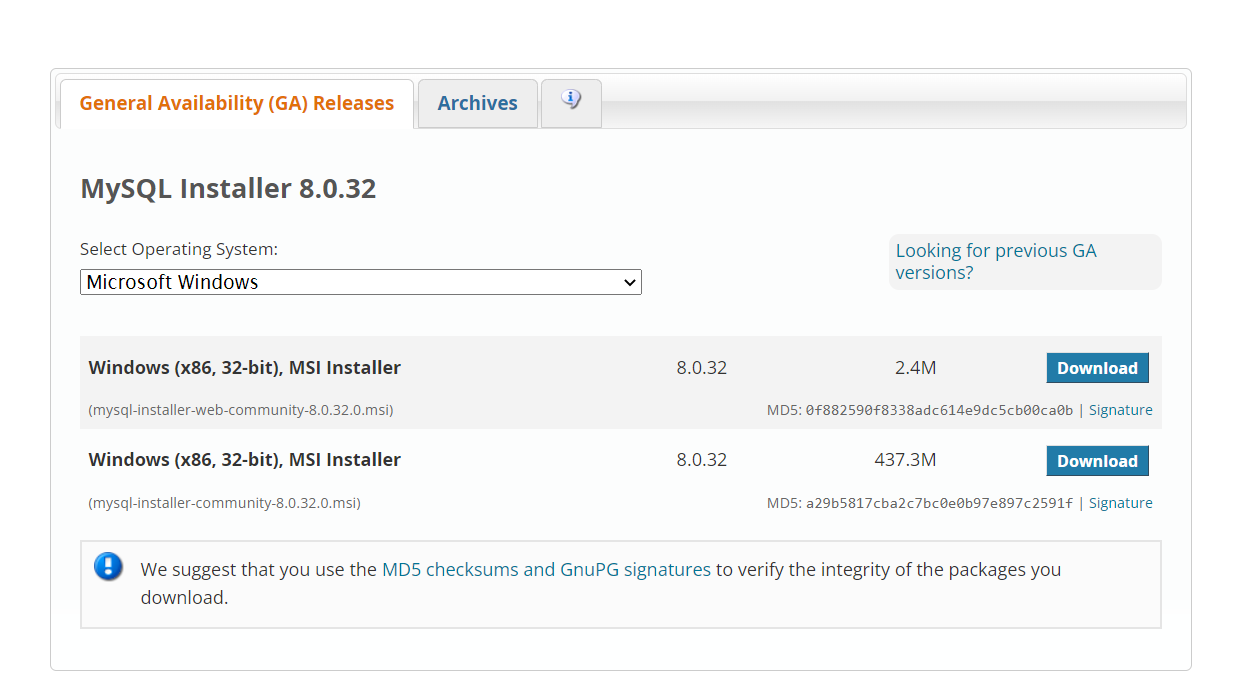 General Availability (GA) Releases
Archives
MySQL Installer 8.0.32
Select Operating System:
Microsoft Windows
Looking for previous GA
versions?
Windows (x86, 32-bit), MSI Installer 8.0.32 2.4M Download
(mysql-installer-web-community-8.0.32.0.msi) MD5: 0f882590f8338adc614e9dc5cb00ca0b | Signature
Windows (x86, 32-bit), MSI Installer 8.0.32 437.3M Download
(mysql-installer-community-8.0.32.0.msi) MD5: a29b5817cba2c7bc0e0b97e897c2591f | Signature
We suggest that you use the MD5 checksums and GnuPG signatures to verify the integrity of the packages you
download.